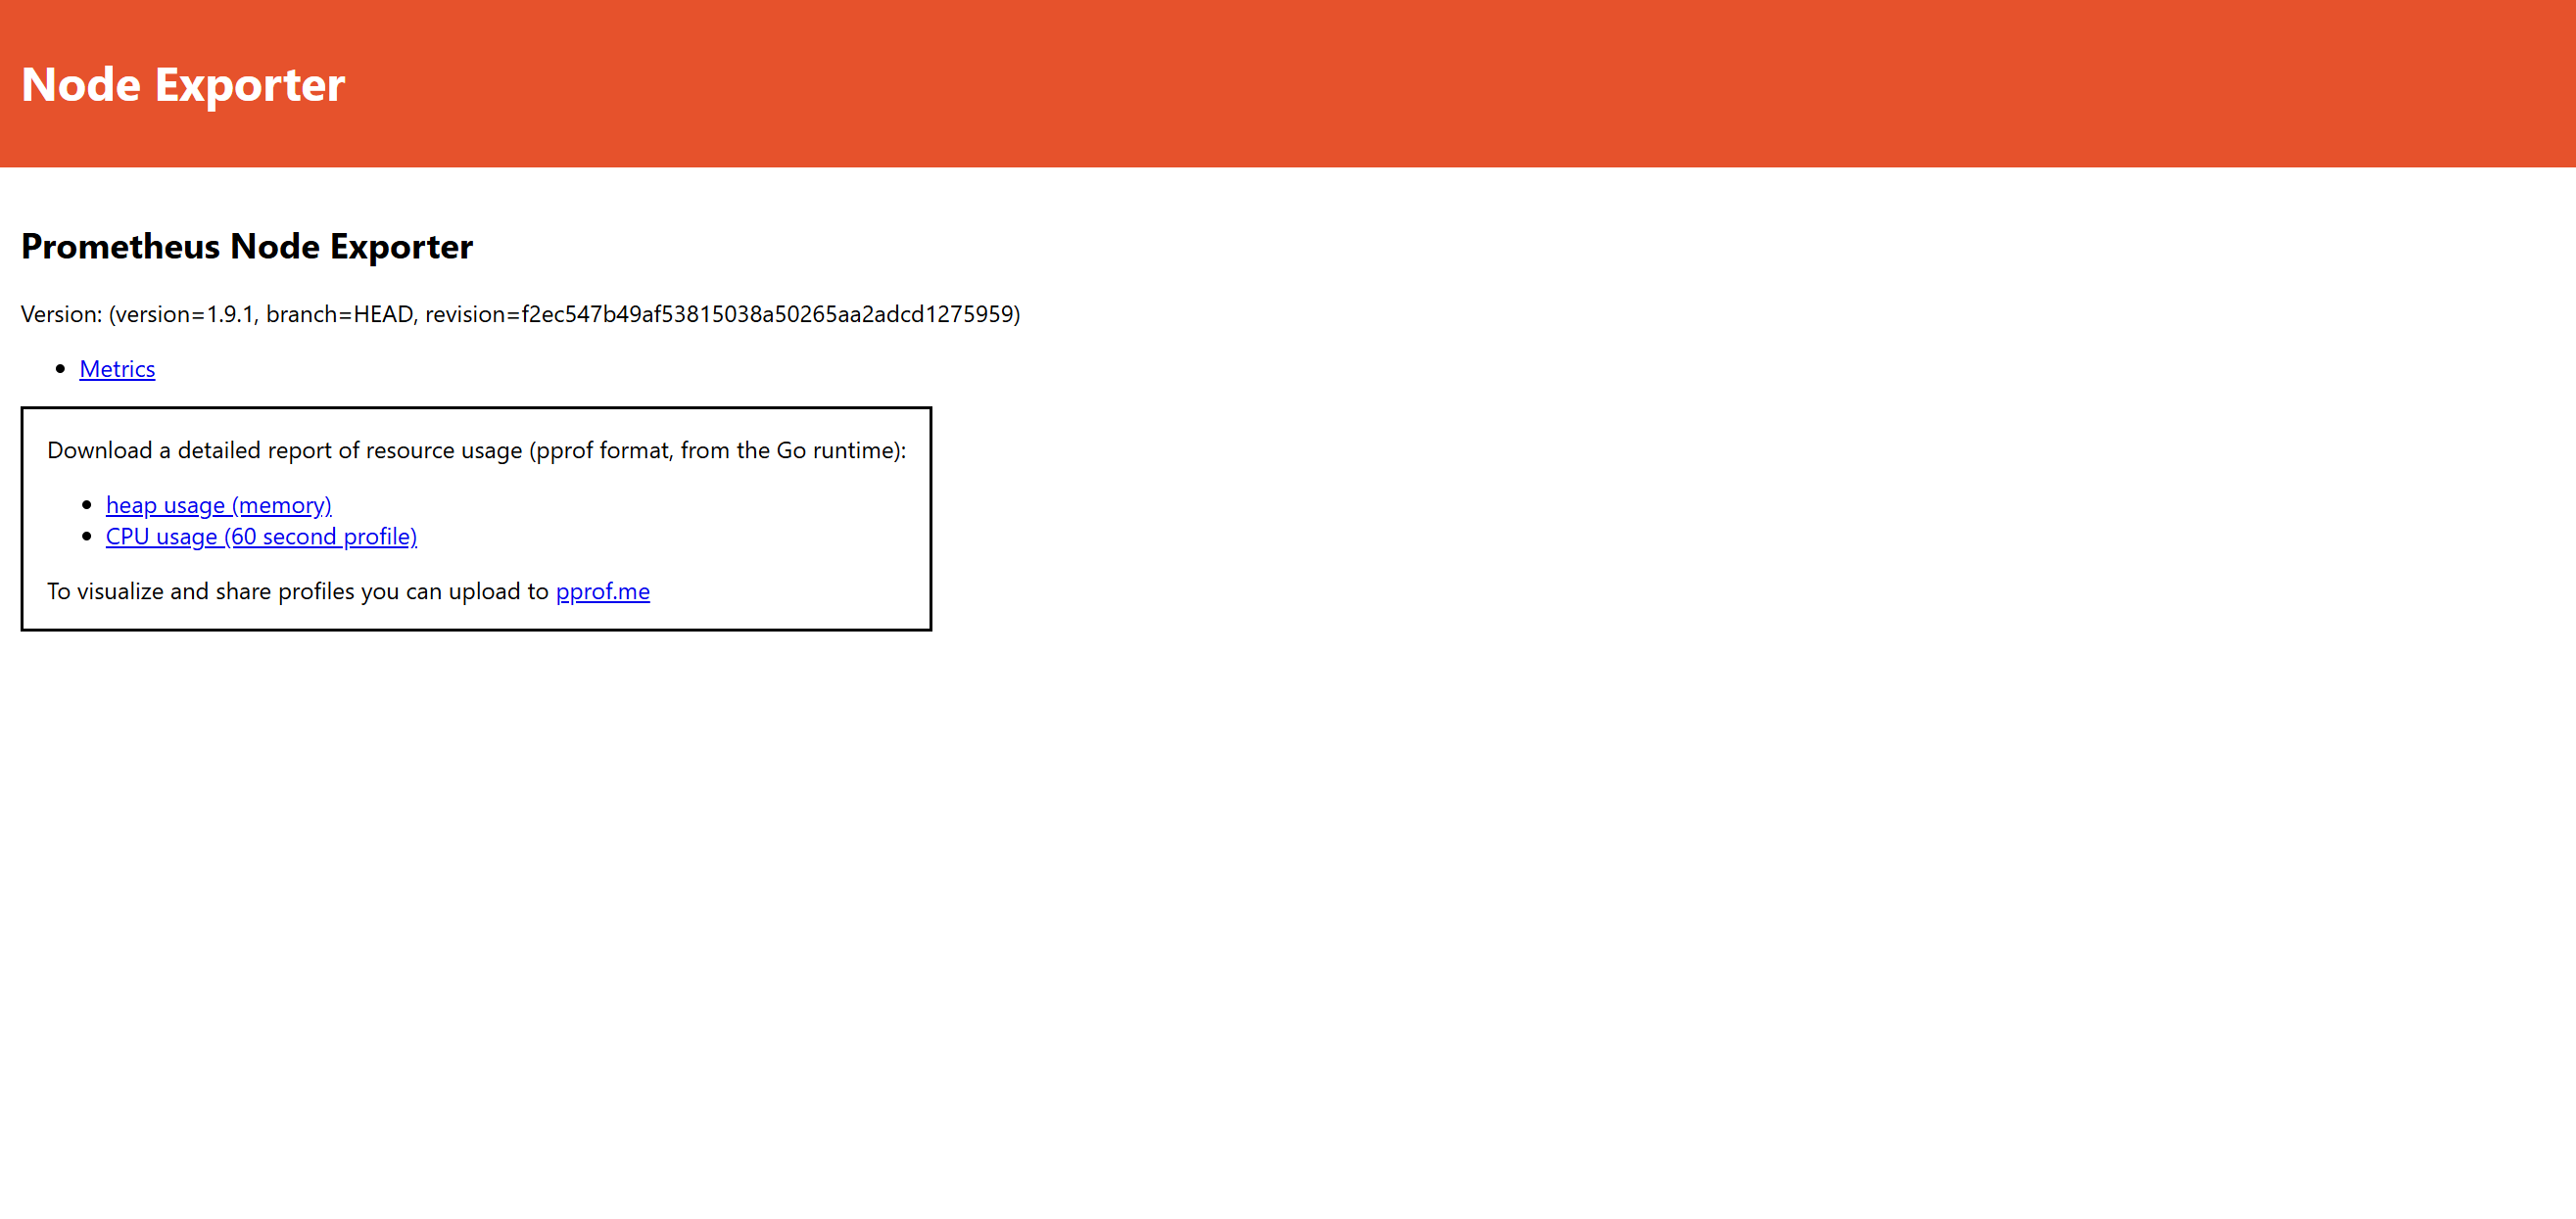 Node Exporter
Prometheus Node Exporter
Version: (version=1.9.1, branch=HEAD, revision=f2ec547b49af53815038a50265aa2adcd1275959)
Metrics
Download a detailed report of resource usage (pprof format, from the Go runtime):
heap usage (memory)
CPU usage (60 second profile)
To visualize and share profiles you can upload to pprof.me